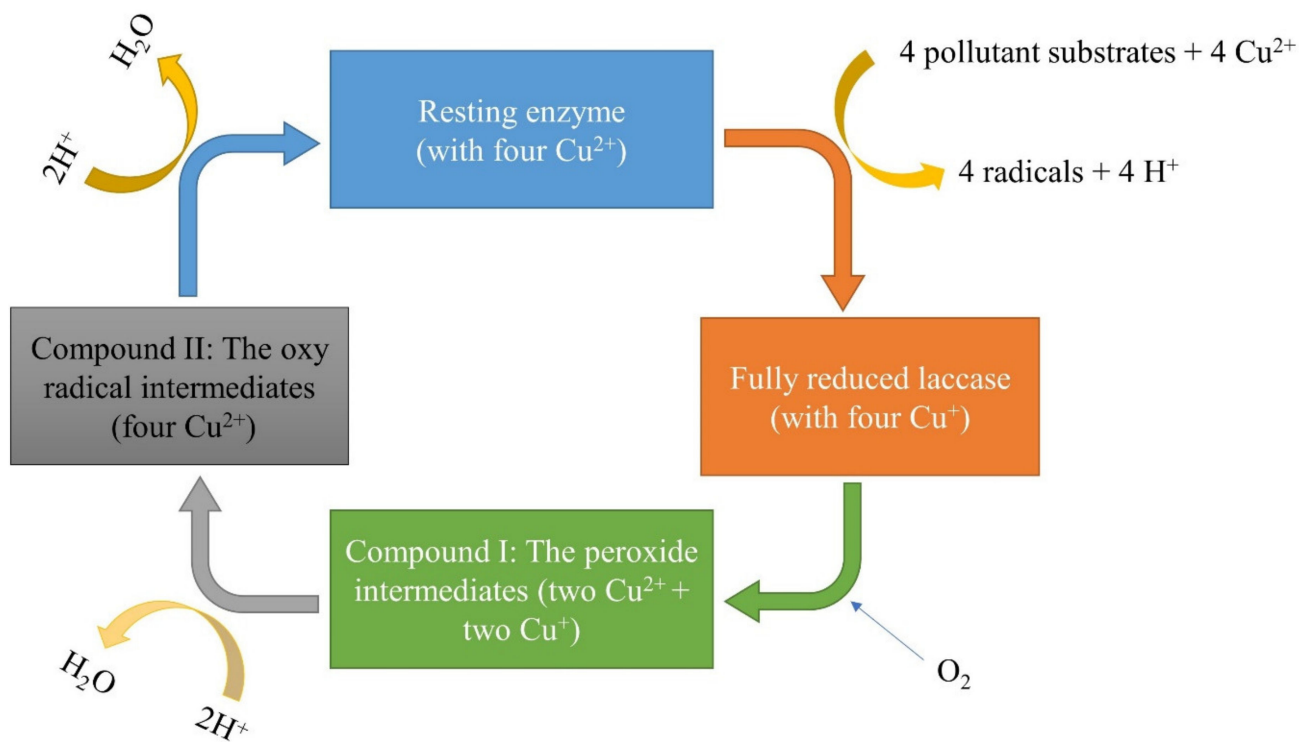 H₂O
2H⁺
Resting enzyme
(with four Cu²⁺)
4 pollutant substrates + 4 Cu²⁺
4 radicals + 4 H⁺
Compound II: The oxy
radical intermediates
(four Cu²⁺)
Fully reduced laccase
(with four Cu⁺)
Compound I: The peroxide
intermediates (two Cu²⁺ +
two Cu⁺)
H₂O
2H⁺
O₂